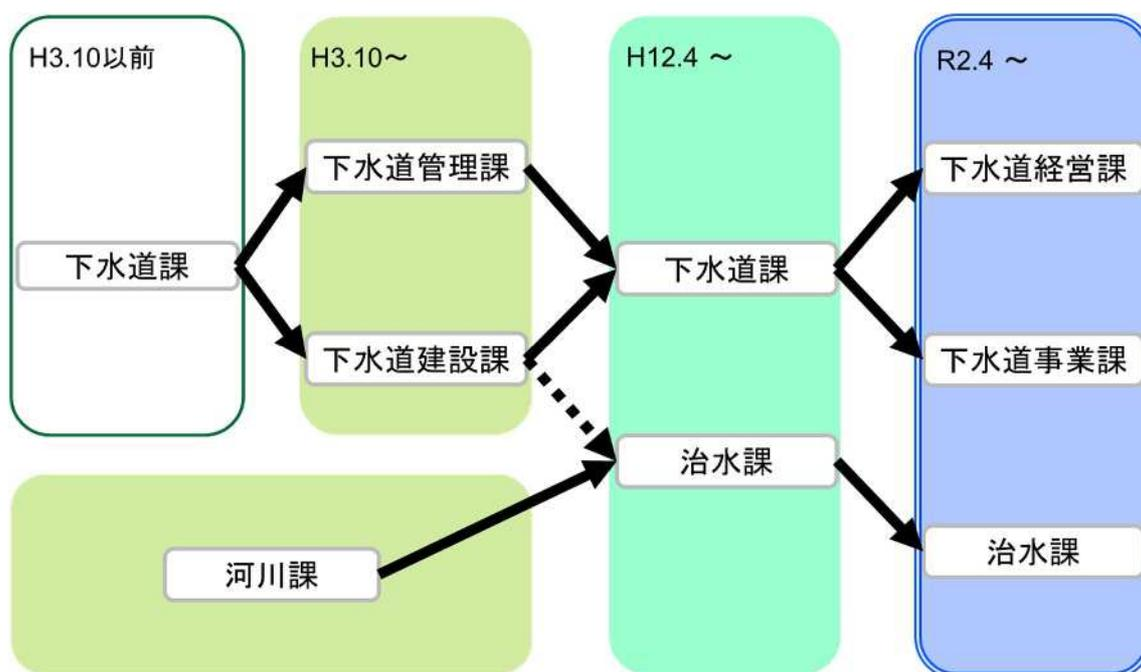 H3.10以前
下水道課
H3.10～
下水道管理課
下水道建設課
河川課
H12.4 ～
下水道課
治水課
R2.4 ～
下水道経営課
下水道事業課
治水課